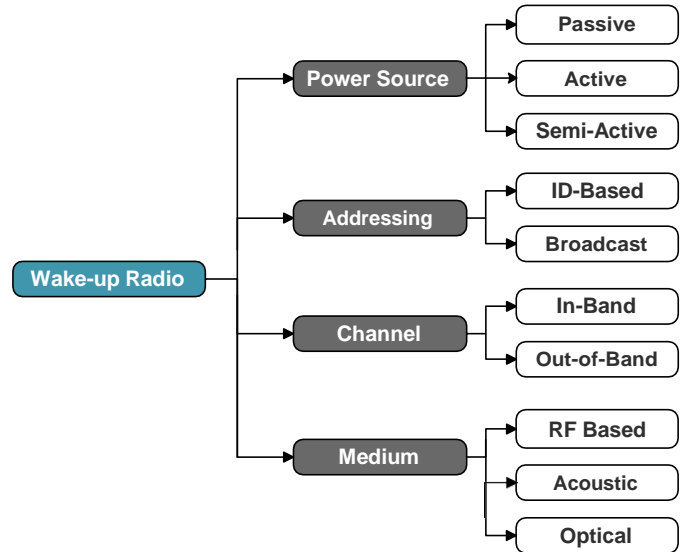 Wake-up Radio
Power Source
Passive
Active
Semi-Active
Addressing
ID-Based
Broadcast
Channel
In-Band
Out-of-Band
Medium
RF Based
Acoustic
Optical